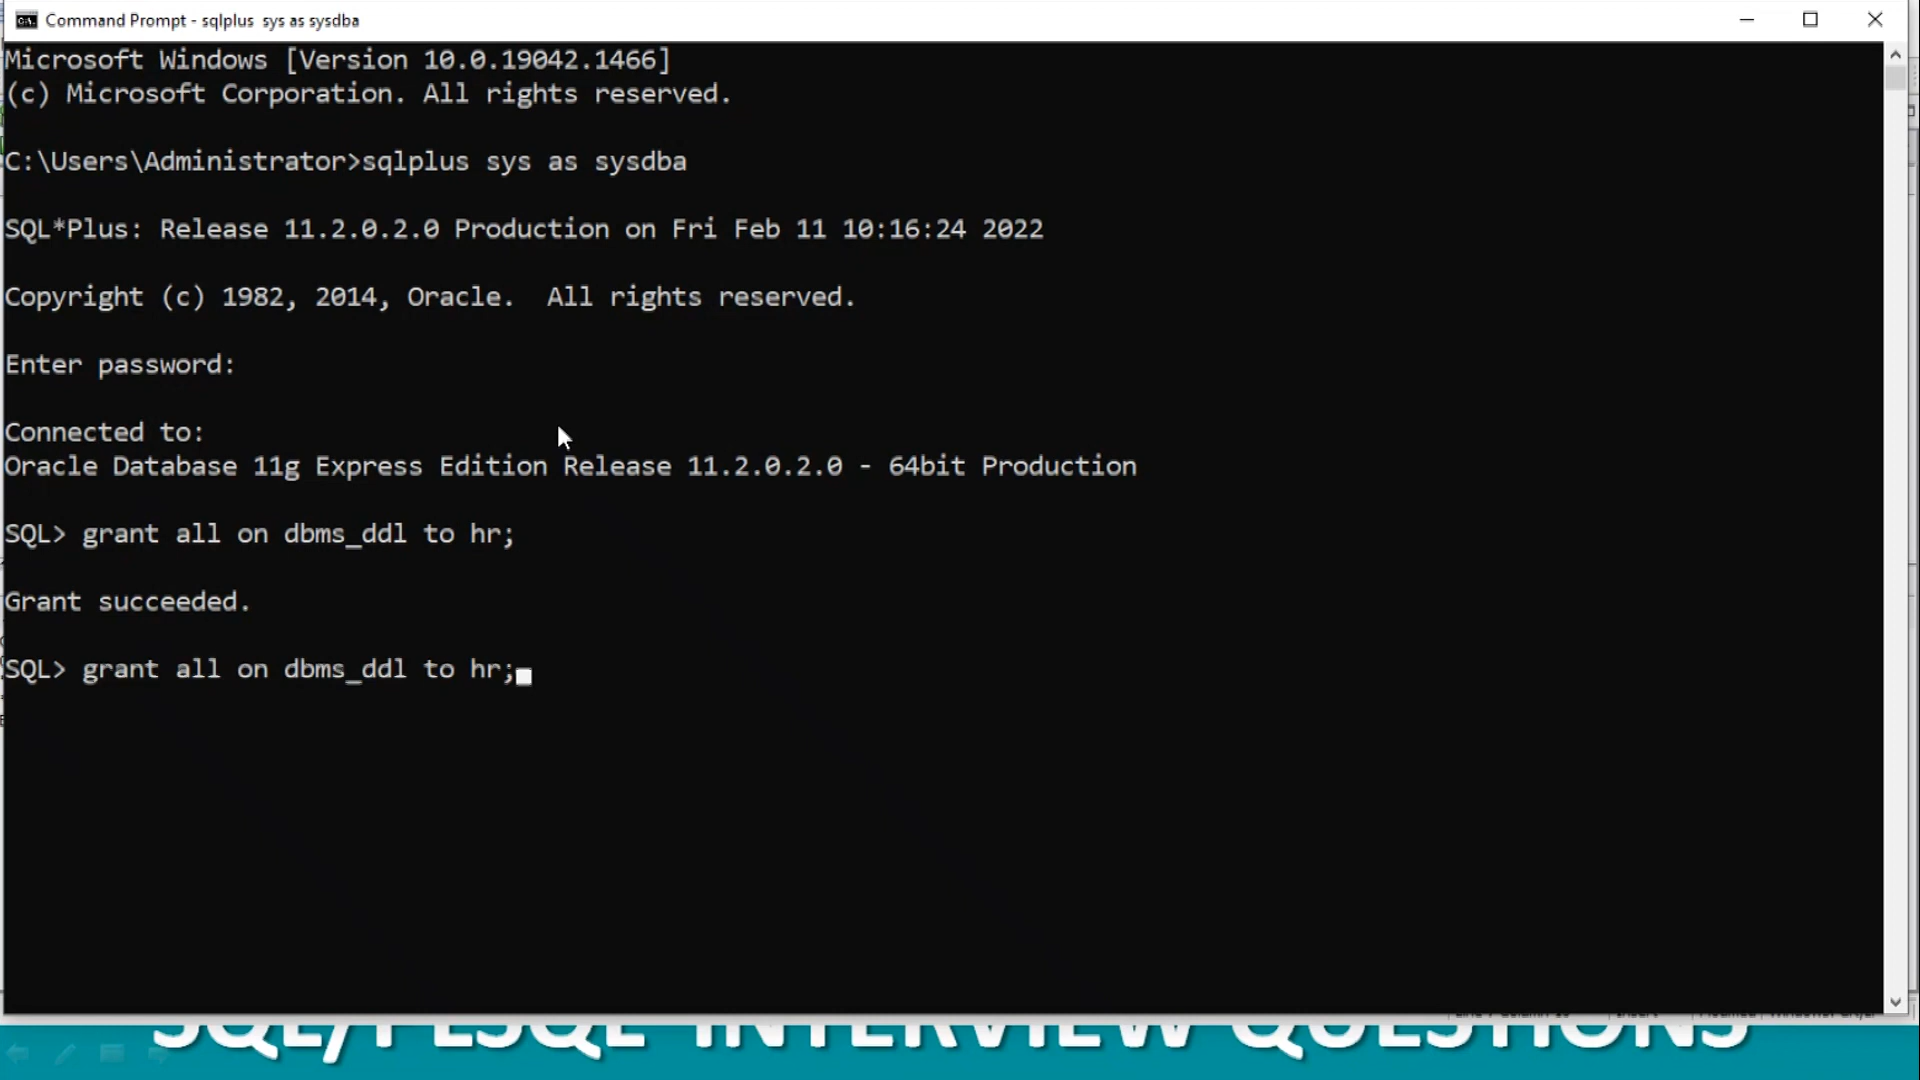 Command Prompt - sqlplus  sys as sysdba
Microsoft Windows [Version 10.0.19042.1466]
(c) Microsoft Corporation. All rights reserved.
C:\Users\Administrator>sqlplus sys as sysdba
SQL*Plus: Release 11.2.0.2.0 Production on Fri Feb 11 10:16:24 2022
Copyright (c) 1982, 2014, Oracle.  All rights reserved.
Enter password:
Connected to:
Oracle Database 11g Express Edition Release 11.2.0.2.0 - 64bit Production
SQL> grant all on dbms_ddl to hr;
Grant succeeded.
SQL> grant all on dbms_ddl to hr;
SQL/PLSQL INTERVIEW QUESTIONS